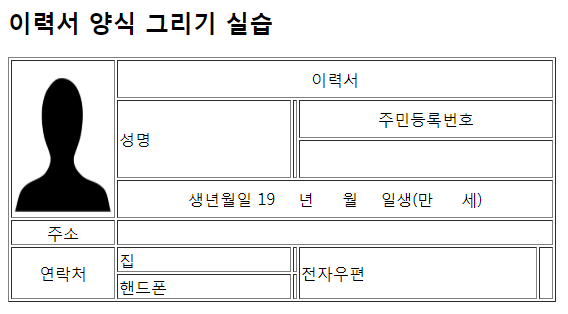 이력서 양식 그리기 실습
이력서
성명
주민등록번호
생년월일 19 년 월 일생(만 세)
주소
연락처
집
전자우편
핸드폰